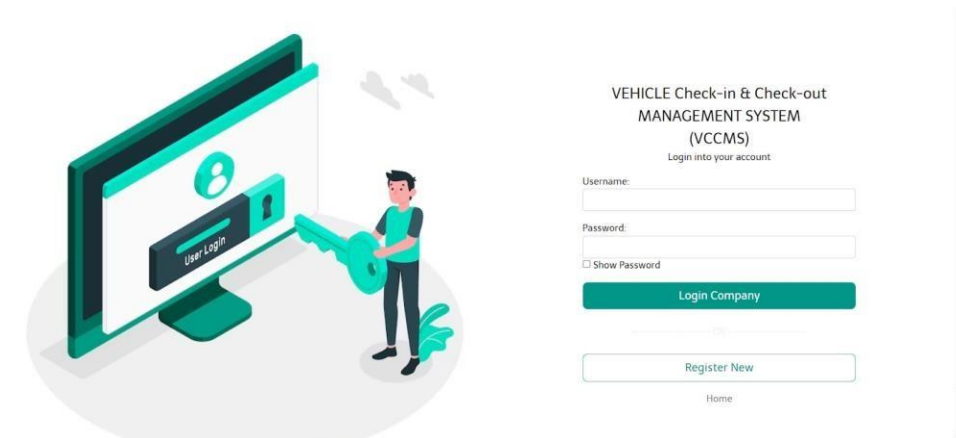 User Login
VEHICLE Check-in & Check-out
MANAGEMENT SYSTEM
(VCCMS)
Login into your account
Username:
Password:
Show Password
Login Company
OR
Register New
Home